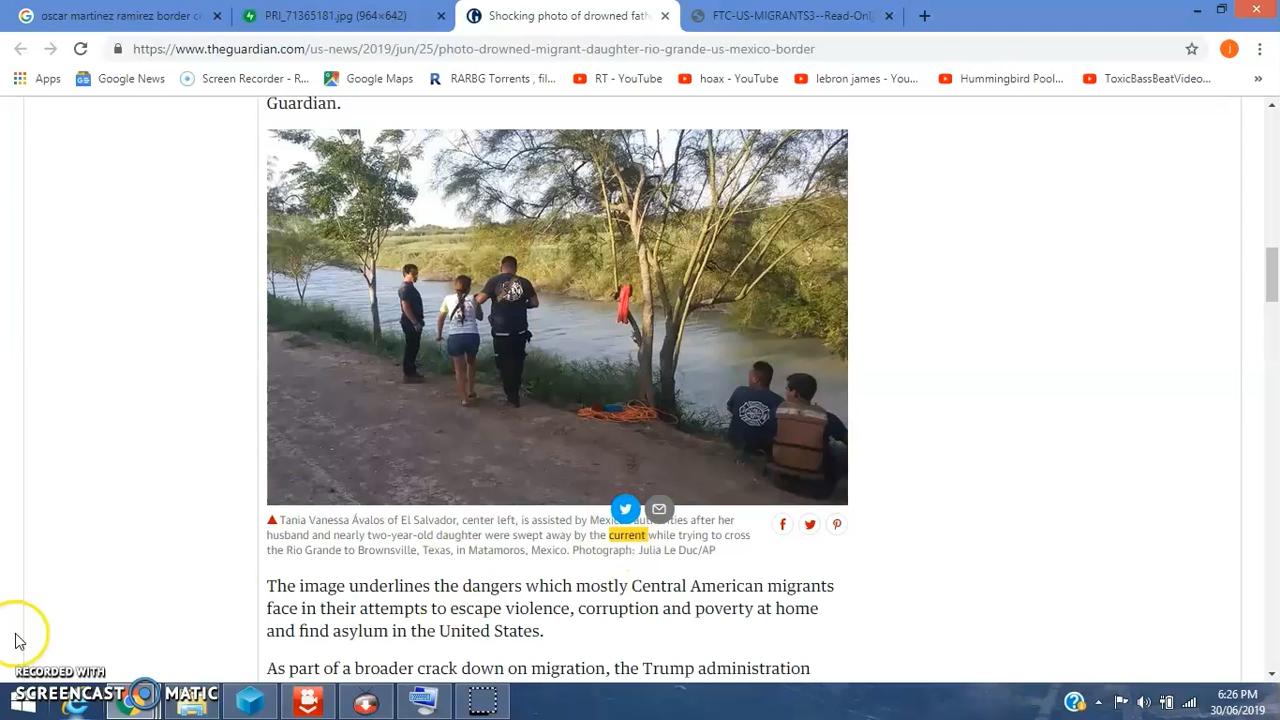 oscar martinez ramirez border c
PRI_71365181.jpg (964×642)
Shocking photo of drowned fath
FTC-US-MIGRANTS3--Read-Onl
https://www.theguardian.com/us-news/2019/jun/25/photo-drowned-migrant-daughter-rio-grande-us-mexico-border
Apps
Google News
Screen Recorder - R...
Google Maps
RARBG Torrents , fil...
RT - YouTube
hoax - YouTube
lebron james - You...
Hummingbird Pool...
ToxicBassBeatVideo...
Guardian.
Tania Vanessa Ávalos of El Salvador, center left, is assisted by after her
husband and nearly two-year-old daughter were swept away by the current while trying to cross
the Rio Grande to Brownsville, Texas, in Matamoros, Mexico. Photograph: Julia Le Duc/AP
The image underlines the dangers which mostly Central American migrants
face in their attempts to escape violence, corruption and poverty at home
and find asylum in the United States.
As part of a broader crack down on migration, the Trump administration
RECORDED WITH
SCREENCAST MATIC
6:26 PM
30/06/2019